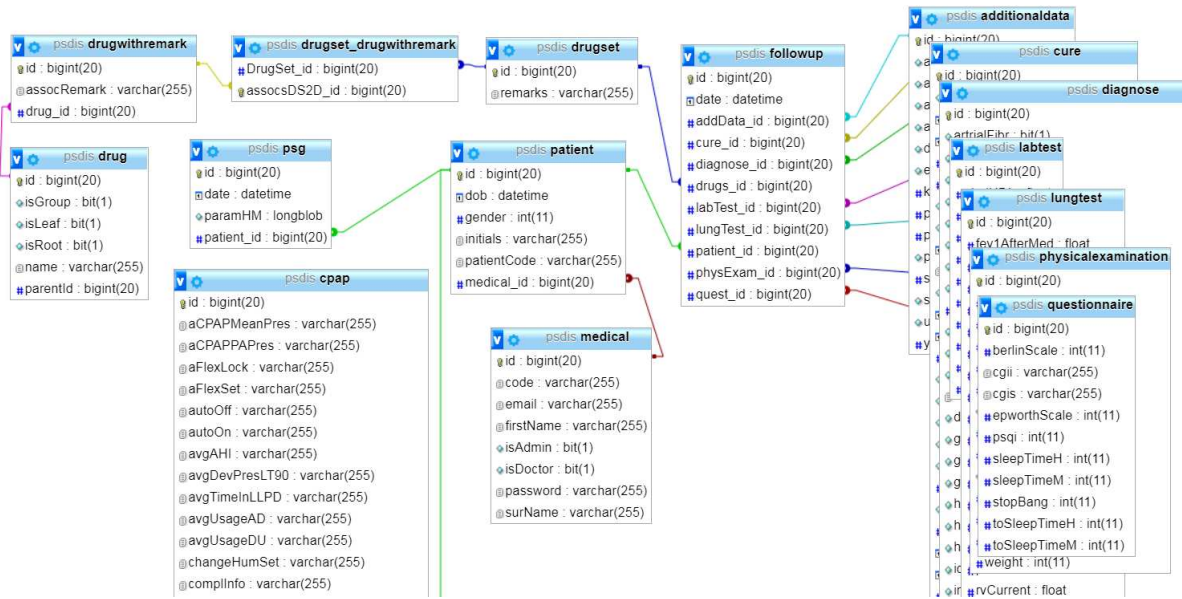 psdis drugwithremark
id : bigint(20)
assocRemark : varchar(255)
drug_id : bigint(20)
psdis drugset_drugwithremark
DrugSet_id : bigint(20)
assocsDS2D_id : bigint(20)
psdis drugset
id : bigint(20)
remarks : varchar(255)
psdis drug
id : bigint(20)
isGroup : bit(1)
isLeaf : bit(1)
isRoot : bit(1)
name : varchar(255)
parentId : bigint(20)
psdis psg
id : bigint(20)
date : datetime
paramHM : longblob
patient_id : bigint(20)
psdis patient
id : bigint(20)
dob : datetime
gender : int(11)
initials : varchar(255)
patientCode : varchar(255)
medical_id : bigint(20)
psdis followup
id : bigint(20)
date : datetime
addData_id : bigint(20)
cure_id : bigint(20)
diagnose_id : bigint(20)
drugs_id : bigint(20)
labTest_id : bigint(20)
lungTest_id : bigint(20)
patient_id : bigint(20)
physExam_id : bigint(20)
quest_id : bigint(20)
psdis cpap
id : bigint(20)
aCPAPMeanPres : varchar(255)
aCPAPPAPres : varchar(255)
aFlexLock : varchar(255)
aFlexSet : varchar(255)
autoOff : varchar(255)
autoOn : varchar(255)
avgAHI : varchar(255)
avgDevPresLT90 : varchar(255)
avgTimeInLLPD : varchar(255)
avgUsageAD : varchar(255)
avgUsageDU : varchar(255)
changeHumSet : varchar(255)
complInfo : varchar(255)
psdis medical
id : bigint(20)
code : varchar(255)
email : varchar(255)
firstName : varchar(255)
isAdmin : bit(1)
isDoctor : bit(1)
password : varchar(255)
surName : varchar(255)
psdis additionaldata
id : bigint(20)
psdis cure
id : bigint(20)
psdis diagnose
id : bigint(20)
artrialFibr : bit(1)
psdis labtest
id : bigint(20)
psdis lungtest
id : bigint(20)
fev1AfterMed : float
psdis physicalexamination
id : bigint(20)
psdis questionnaire
id : bigint(20)
berlinScale : int(11)
cgii : varchar(255)
cgis : varchar(255)
epworthScale : int(11)
psqi : int(11)
sleepTimeH : int(11)
sleepTimeM : int(11)
stopBang : int(11)
toSleepTimeH : int(11)
toSleepTimeM : int(11)
weight : int(11)
rvCurrent : float